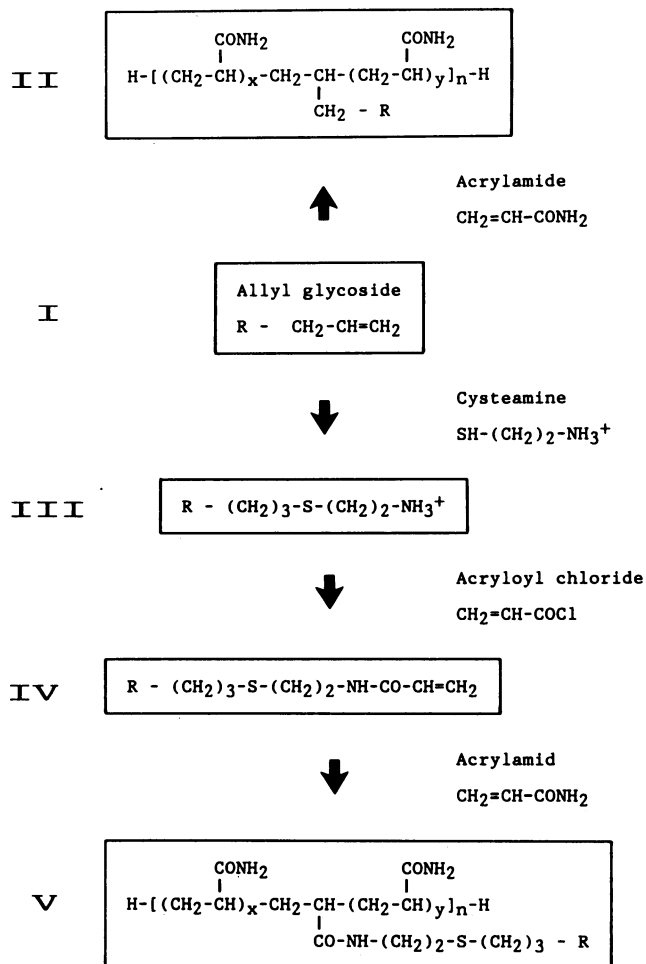 CONH₂ CONH₂
II H-[(CH₂-CH)ₓ-CH₂-CH-(CH₂-CH)y]ₙ-H
CH₂ - R
Acrylamide
CH₂=CH-CONH₂
Allyl glycoside
I R - CH₂-CH=CH₂
Cysteamine
SH-(CH₂)₂-NH₃⁺
III R - (CH₂)₃-S-(CH₂)₂-NH₃⁺
Acryloyl chloride
CH₂=CH-COCl
IV R - (CH₂)₃-S-(CH₂)₂-NH-CO-CH=CH₂
Acrylamid
CH₂=CH-CONH₂
CONH₂ CONH₂
V H-[(CH₂-CH)ₓ-CH₂-CH-(CH₂-CH)y]ₙ-H
CO-NH-(CH₂)₂-S-(CH₂)₃ - R